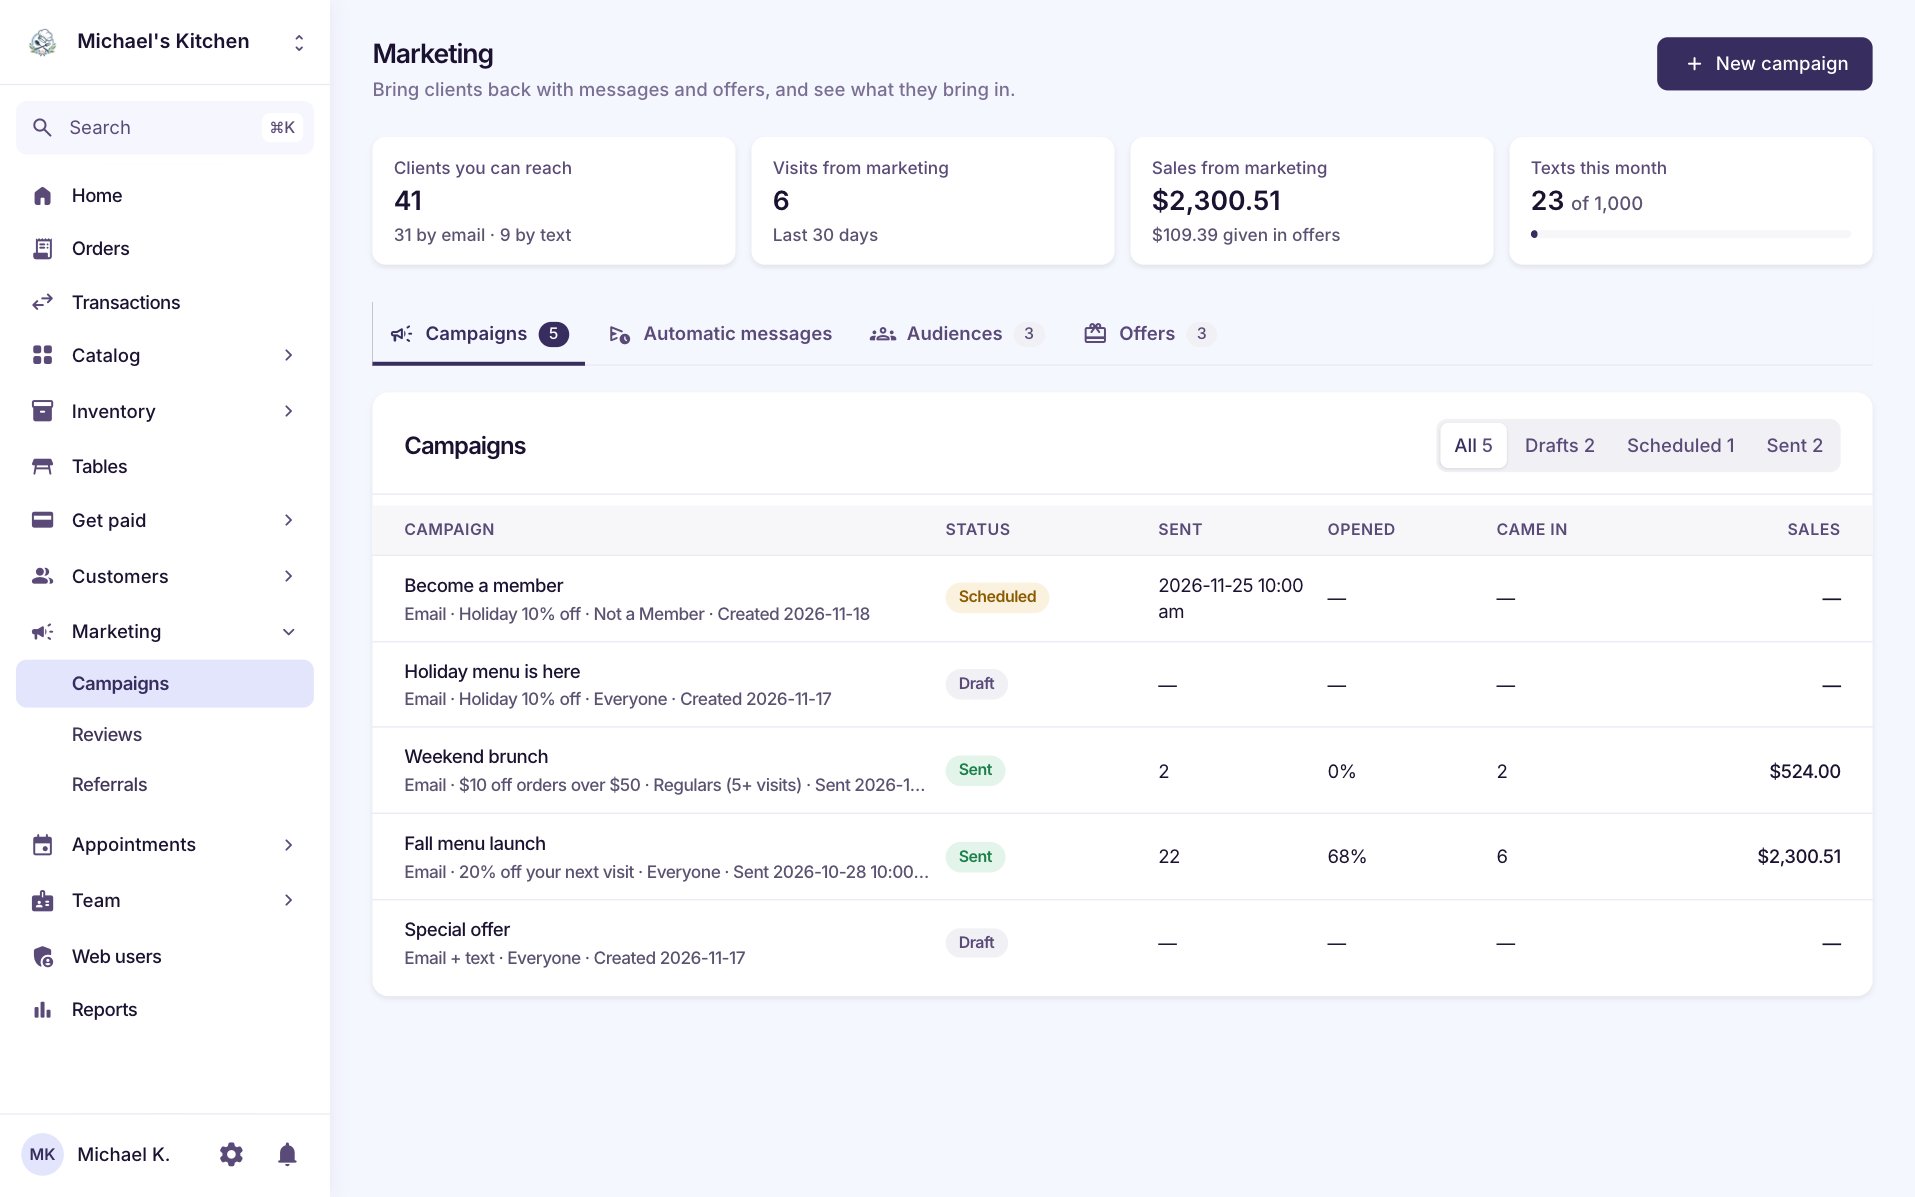 Michael's Kitchen
Search
⌘K
Home
Orders
Transactions
Catalog
Inventory
Tables
Get paid
Customers
Marketing
Campaigns
Reviews
Referrals
Appointments
Team
Web users
Reports
MK
Michael K.
Marketing
Bring clients back with messages and offers, and see what they bring in.
+ New campaign
Clients you can reach
41
31 by email · 9 by text
Visits from marketing
6
Last 30 days
Sales from marketing
$2,300.51
$109.39 given in offers
Texts this month
23 of 1,000
Campaigns 5
Automatic messages
Audiences 3
Offers 3
Campaigns
All 5
Drafts 2
Scheduled 1
Sent 2
CAMPAIGN STATUS SENT OPENED CAME IN SALES
Become a member
Email · Holiday 10% off · Not a Member · Created 2026-11-18
Scheduled
2026-11-25 10:00
am
— — —
Holiday menu is here
Email · Holiday 10% off · Everyone · Created 2026-11-17
Draft
— — — —
Weekend brunch
Email · $10 off orders over $50 · Regulars (5+ visits) · Sent 2026-1…
Sent
2 0% 2 $524.00
Fall menu launch
Email · 20% off your next visit · Everyone · Sent 2026-10-28 10:00…
Sent
22 68% 6 $2,300.51
Special offer
Email + text · Everyone · Created 2026-11-17
Draft
— — — —